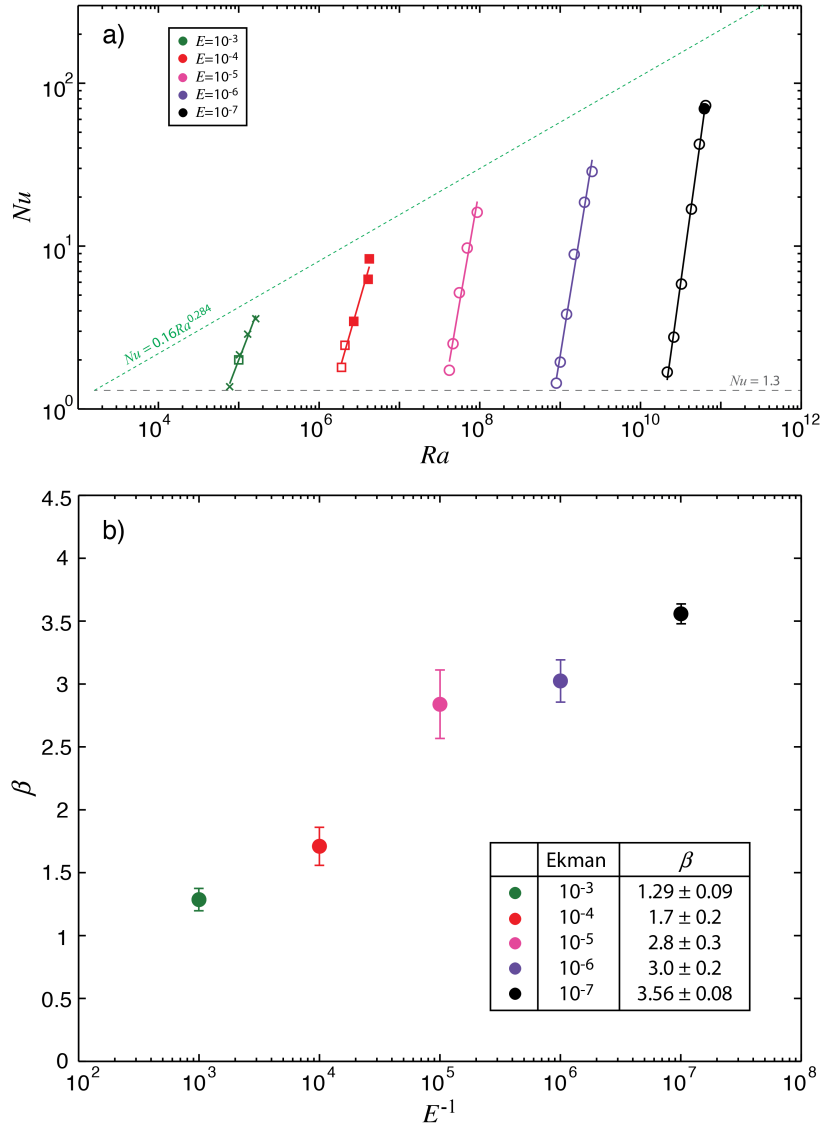 a)
E=10⁻³
E=10⁻⁴
E=10⁻⁵
E=10⁻⁶
E=10⁻⁷
10²
10¹
10⁰
Nu
Nu = 0.16Ra⁰·²⁸⁴
Nu = 1.3
10⁴ 10⁶ 10⁸ 10¹⁰ 10¹²
Ra
b)
4.5
4
3.5
3
2.5
2
1.5
1
0.5
0
β
Ekman β
10⁻³ 1.29 ± 0.09
10⁻⁴ 1.7 ± 0.2
10⁻⁵ 2.8 ± 0.3
10⁻⁶ 3.0 ± 0.2
10⁻⁷ 3.56 ± 0.08
10² 10³ 10⁴ 10⁵ 10⁶ 10⁷ 10⁸
E⁻¹